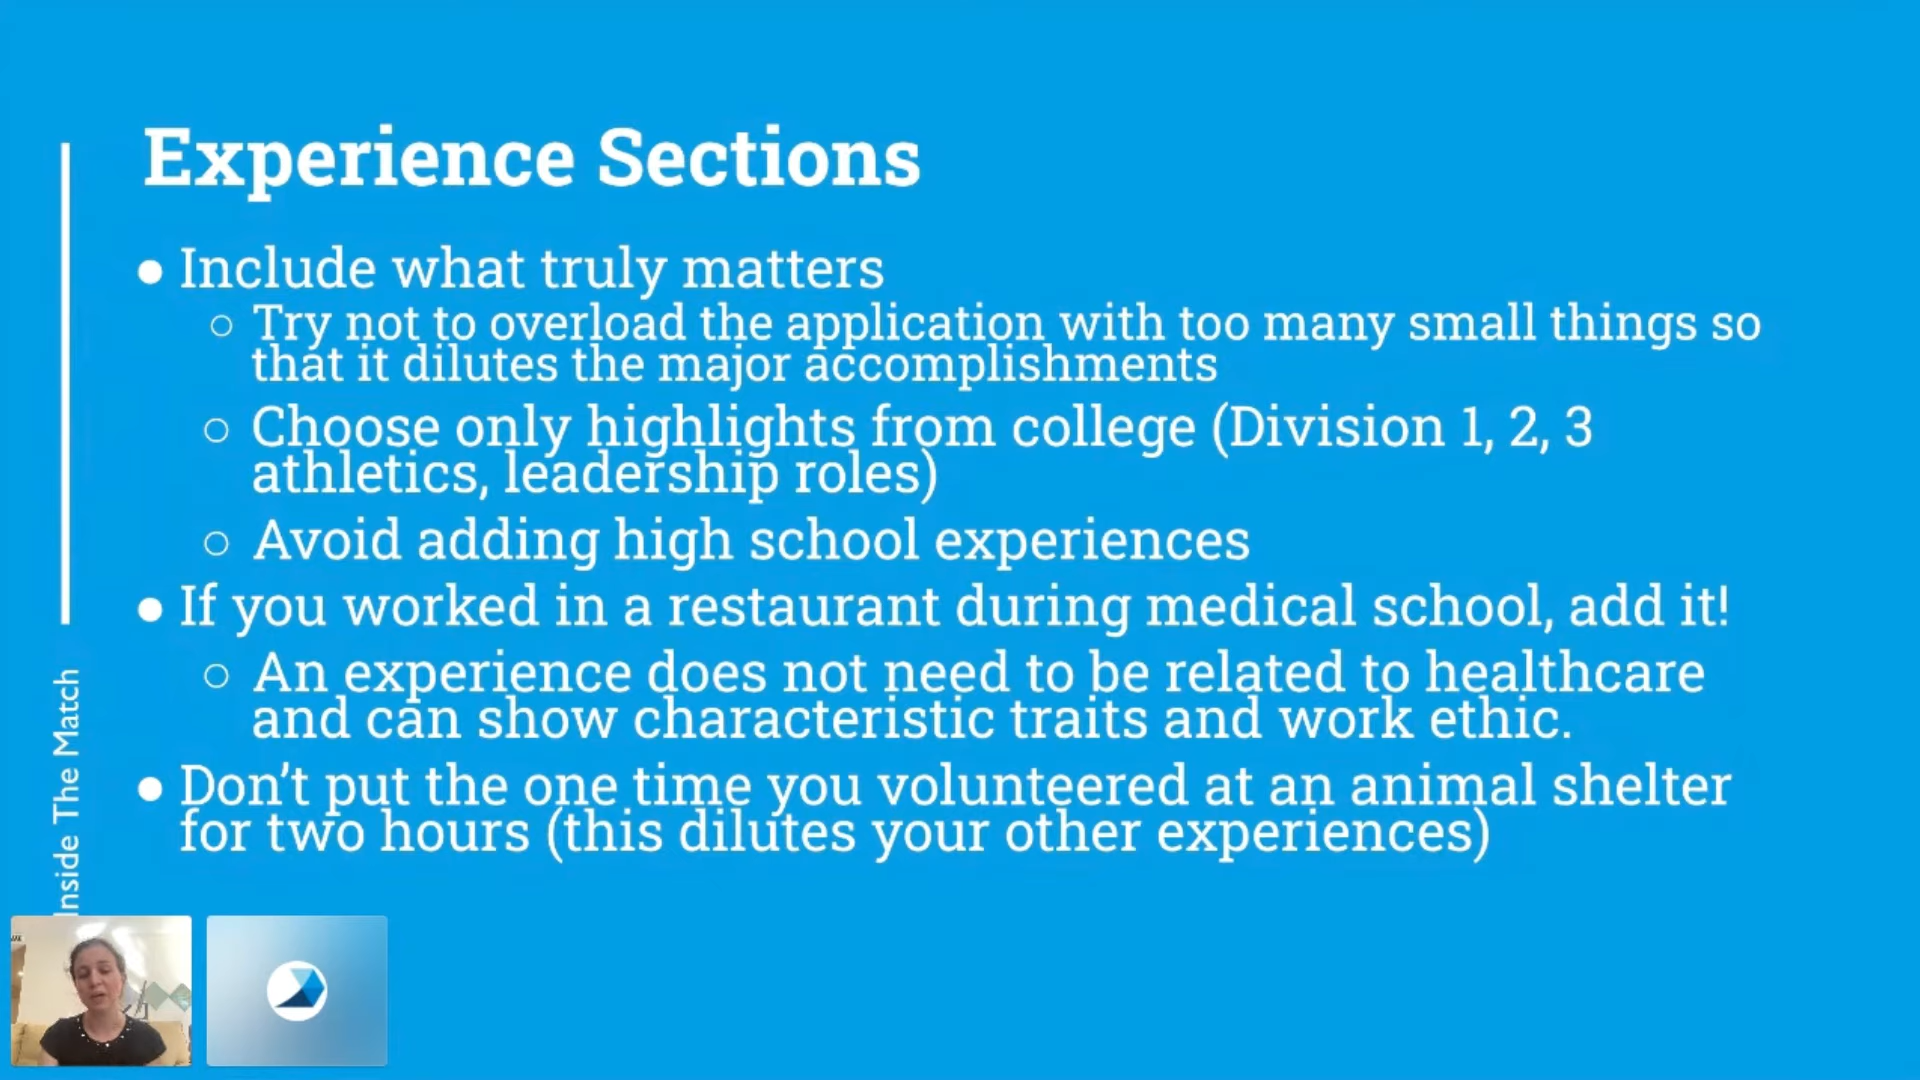 Experience Sections
● Include what truly matters
○ Try not to overload the application with too many small things so
that it dilutes the major accomplishments
○ Choose only highlights from college (Division 1, 2, 3
athletics, leadership roles)
○ Avoid adding high school experiences
● If you worked in a restaurant during medical school, add it!
○ An experience does not need to be related to healthcare
and can show characteristic traits and work ethic.
● Don’t put the one time you volunteered at an animal shelter
for two hours (this dilutes your other experiences)
Inside The Match